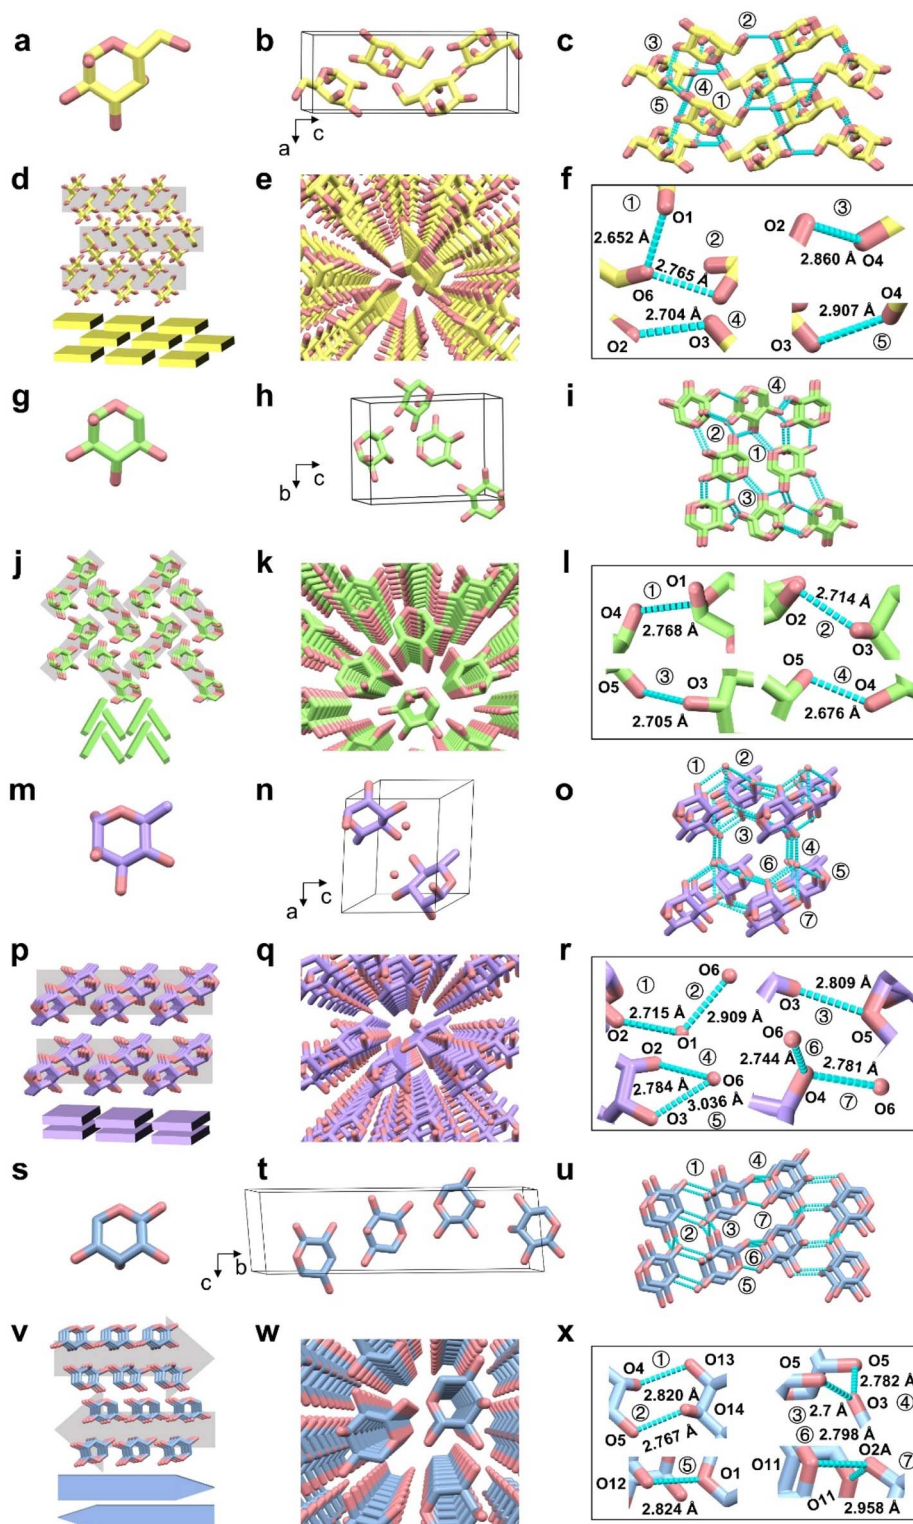 a
b
c
a
c
②
③
④
①
⑤
d
e
f
①
O1
2.652 Å
②
2.765 Å
O6
2.704 Å
O2
O3
④
③
O2
2.860 Å
O4
O4
2.907 Å
O3
⑤
g
h
i
b
c
④
②
①
③
j
k
l
①
O1
O4
2.768 Å
2.714 Å
O2
②
O3
O5
③
O3
2.705 Å
O5
④
O4
2.676 Å
m
n
o
a
c
①
②
③
④
⑥
⑤
⑦
p
q
r
①
O6
②
2.715 Å
2.909 Å
O2
O1
2.809 Å
O3
③
O5
O2
④
O6
2.784 Å
3.036 Å
O3
⑤
O6
⑥
2.744 Å
2.781 Å
O4
⑦
O6
s
t
u
c
b
①
④
②
③
⑦
⑥
⑤
v
w
x
O4
①
O13
2.820 Å
②
O14
O5
2.767 Å
O5
O5
2.782 Å
③
2.7 Å
O3
④
2.798 Å
⑤
O12
O1
2.824 Å
⑥
O2A
O11
⑦
O11
2.958 Å